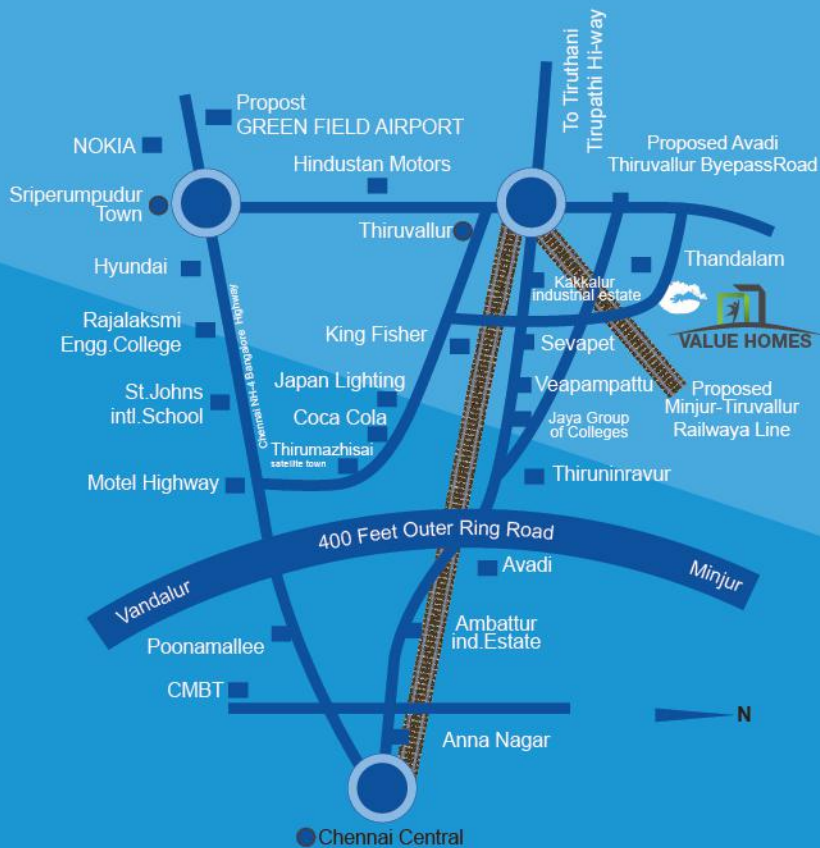 To Tiruthani
Tirupathi Hi-way
Propost
GREEN FIELD AIRPORT
NOKIA
Hindustan Motors
Proposed Avadi
Thiruvallur ByepassRoad
Sriperumpudur
Town
Thiruvallur
Hyundai
Kakkalur
industrial estate
Thandalam
Chennai NH-4 Bangalore Highway
Rajalaksmi
Engg.College
King Fisher
Sevapet
VALUE HOMES
St.Johns
intl.School
Japan Lighting
Veapampattu
Proposed
Minjur-Tiruvallur
Railwaya Line
Coca Cola
Jaya Group
of Colleges
Thirumazhisai
satellite town
Motel Highway
Thiruninravur
400 Feet Outer Ring Road
Vandalur
Minjur
Avadi
Poonamallee
Ambattur
ind.Estate
CMBT
N
Anna Nagar
Chennai Central